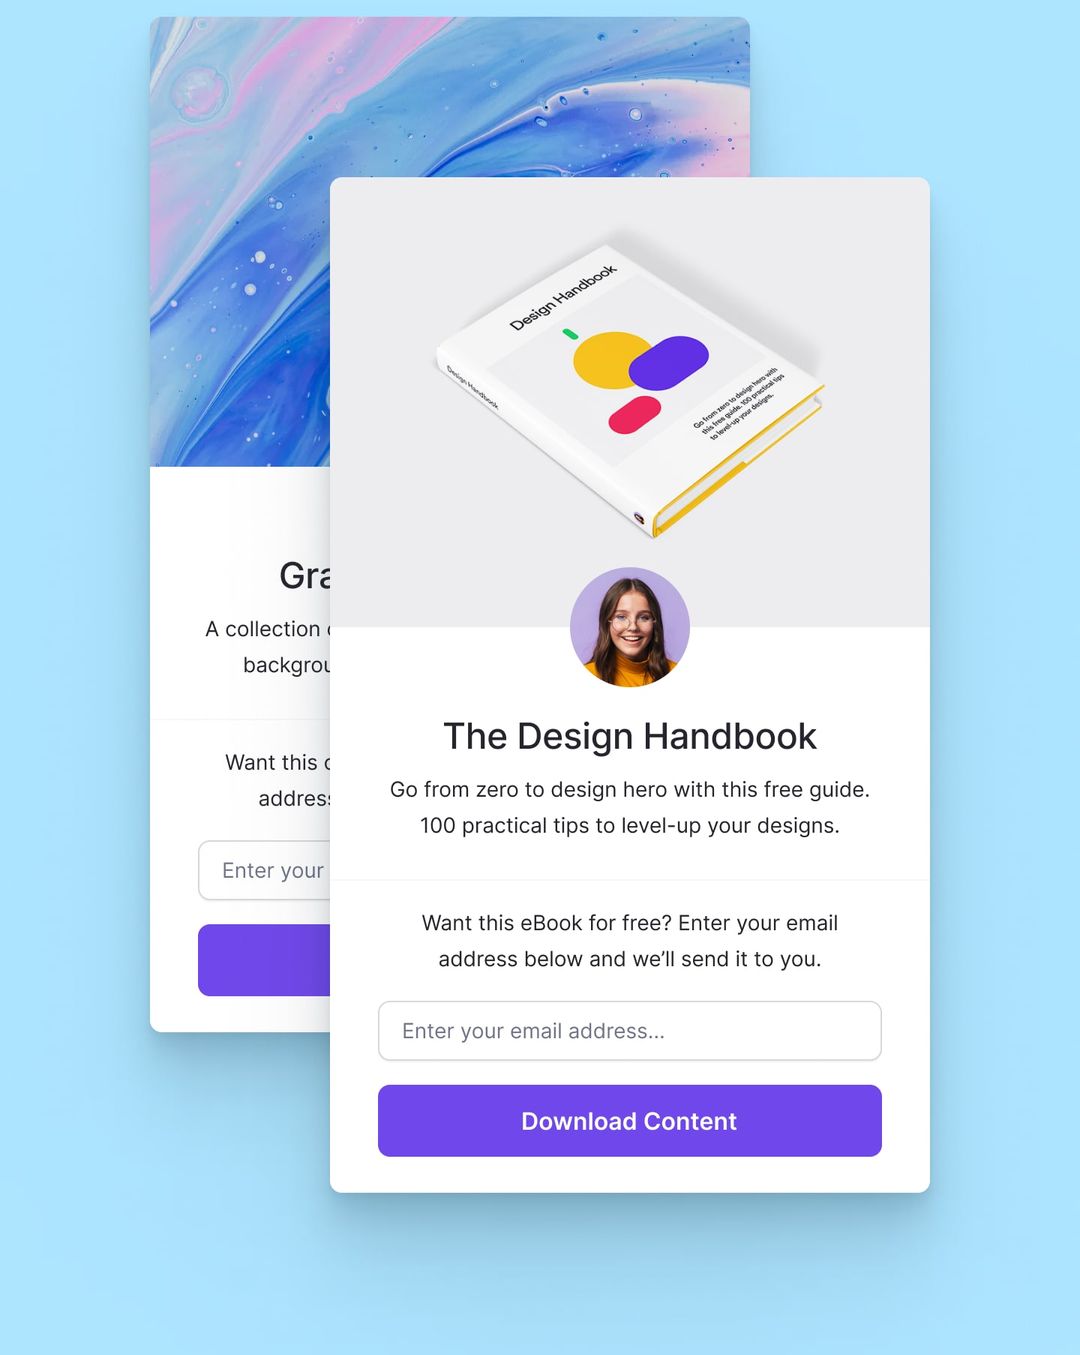 Design Handbook
Design Handbook
Go from zero to design hero with
this free guide. 100 practical tips
to level-up your designs.
Gra
A collection
backgrou
Want this
address
Enter your
The Design Handbook
Go from zero to design hero with this free guide.
100 practical tips to level-up your designs.
Want this eBook for free? Enter your email
address below and we’ll send it to you.
Enter your email address...
Download Content